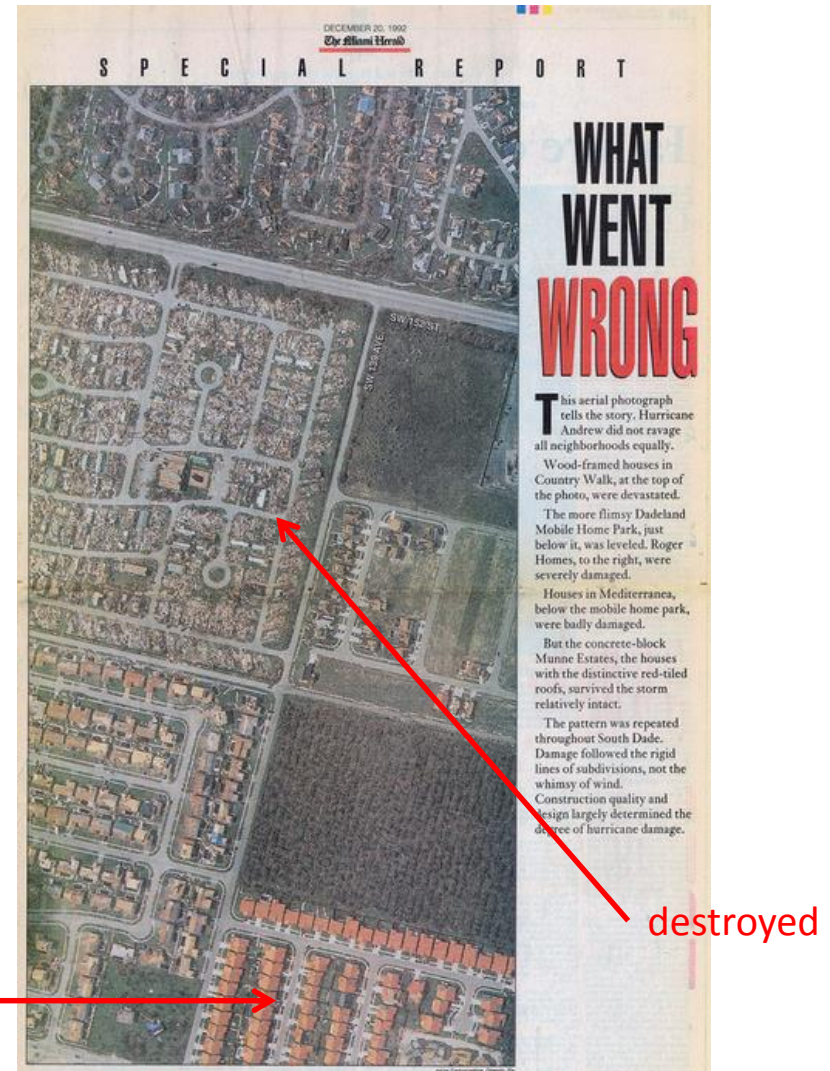 DECEMBER 20, 1992
The Miami Herald
SPECIAL REPORT
WHAT
WENT
WRONG
SW 152 ST
SW 139 AVE
This aerial photograph
tells the story. Hurricane
Andrew did not ravage
all neighborhoods equally.
Wood-framed houses in
Country Walk, at the top of
the photo, were devastated.
The more flimsy Dadeland
Mobile Home Park, just
below it, was leveled. Roger
Homes, to the right, were
severely damaged.
Houses in Mediterranea,
below the mobile home park,
were badly damaged.
But the concrete-block
Munne Estates, the houses
with the distinctive red-tiled
roofs, survived the storm
relatively intact.
The pattern was repeated
throughout South Dade.
Damage followed the rigid
lines of subdivisions, not the
whimsy of wind.
Construction quality and
design largely determined the
degree of hurricane damage.
destroyed